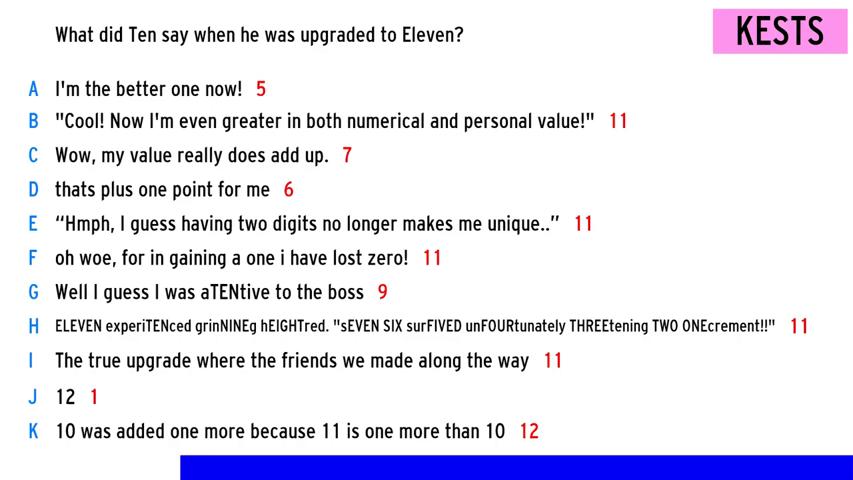 What did Ten say when he was upgraded to Eleven?
KESTS
A I'm the better one now! 5
B "Cool! Now I'm even greater in both numerical and personal value!" 11
C Wow, my value really does add up. 7
D thats plus one point for me 6
E “Hmph, I guess having two digits no longer makes me unique..” 11
F oh woe, for in gaining a one i have lost zero! 11
G Well I guess I was aTENtive to the boss 9
H ELEVEN experiTENced grinNINEg hEIGHTred. "sEVEN SIX surFIVED unFOURtunately THREEtening TWO ONEcrement!!" 11
I The true upgrade where the friends we made along the way 11
J 12 1
K 10 was added one more because 11 is one more than 10 12